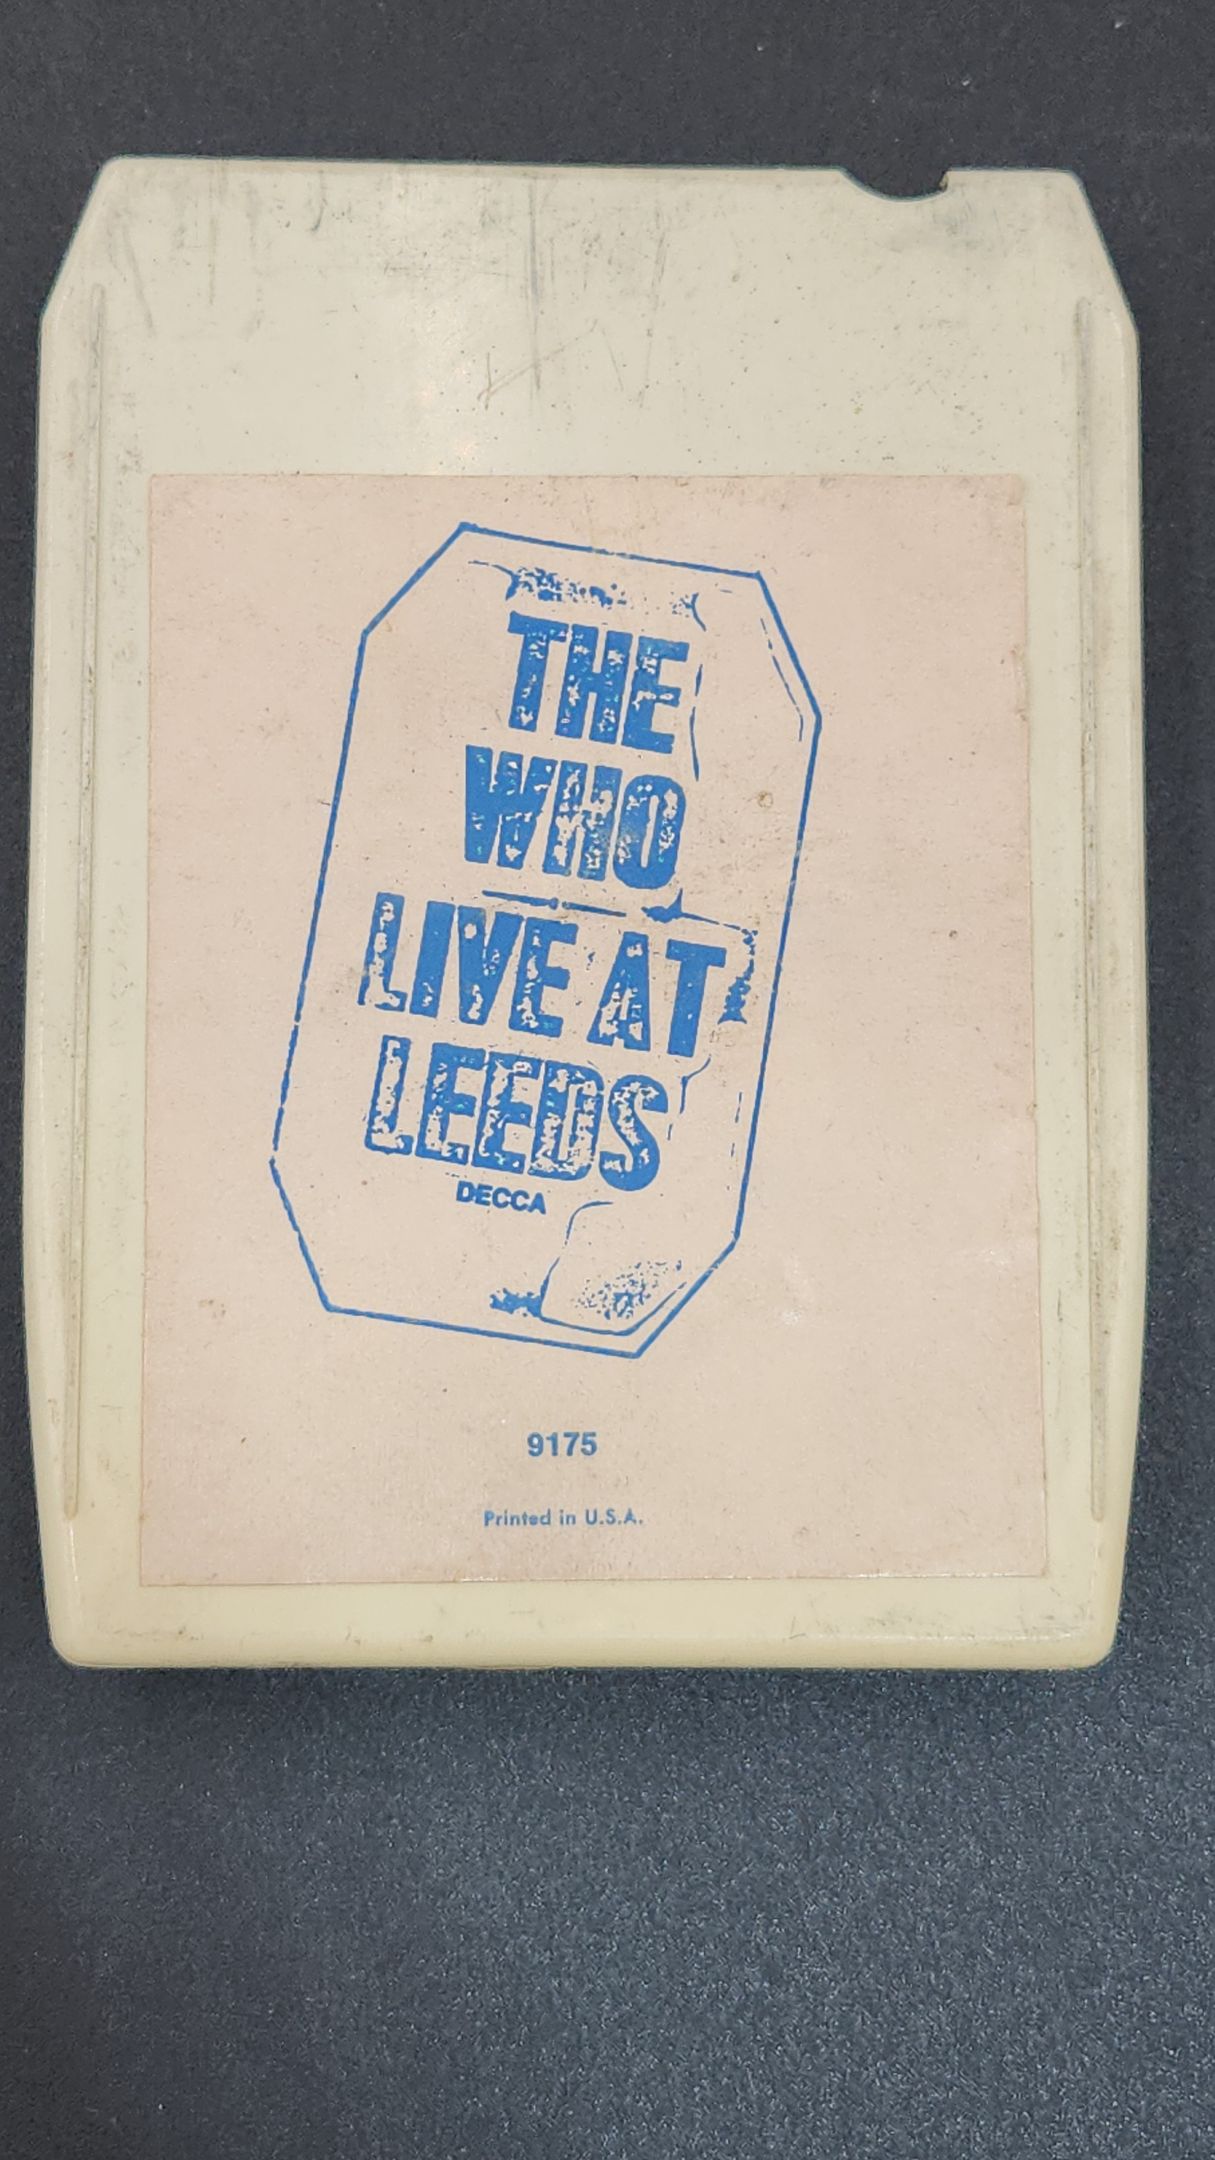 THE
WHO
LIVE AT
LEEDS
DECCA
9175
Printed in U.S.A.